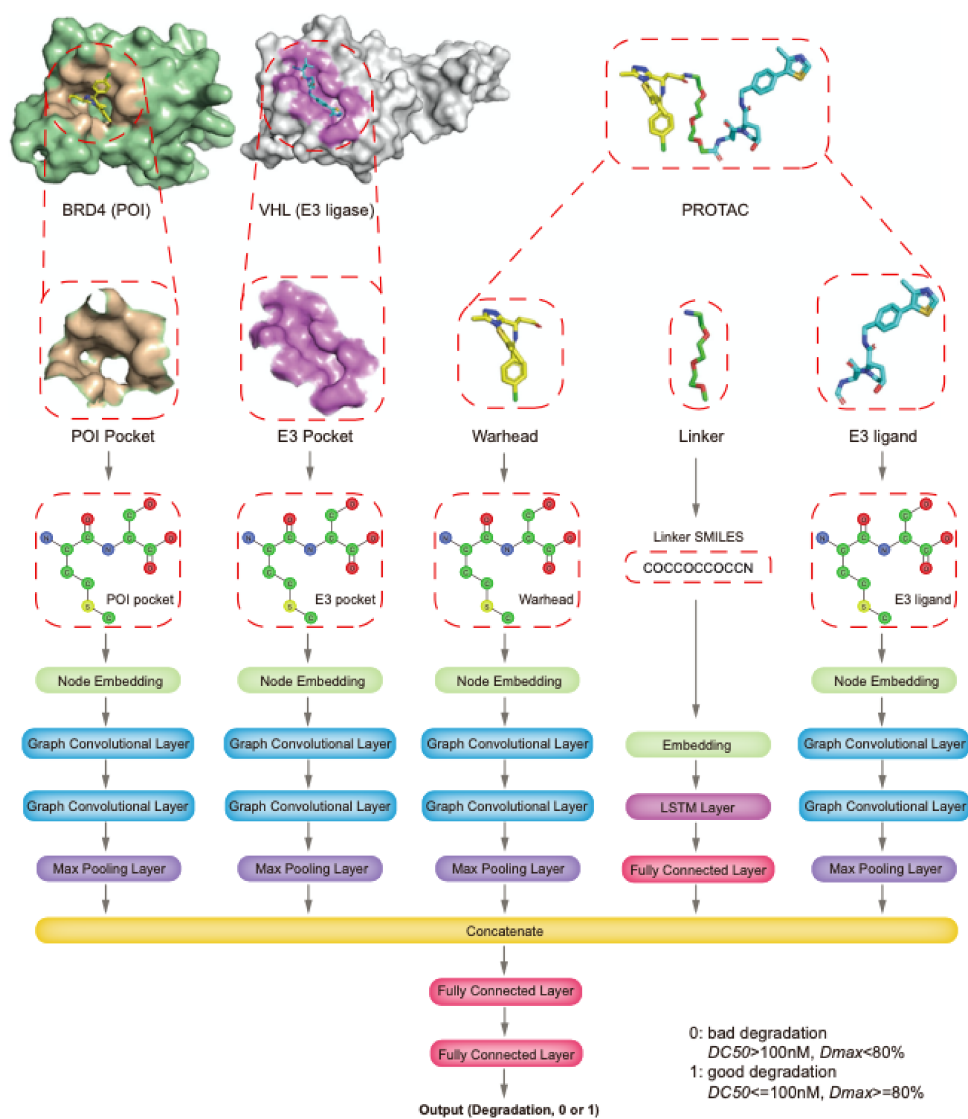 BRD4 (POI)
VHL (E3 ligase)
PROTAC
POI Pocket
E3 Pocket
Warhead
Linker
E3 ligand
N C C O N C C O C O O C C S C
POI pocket
N C C O N C C O C O O C C S C
E3 pocket
N C C O N C C O C O O C C S C
Warhead
Linker SMILES
COCCOCCOCCN
N C C O N C C O C O O C C S C
E3 ligand
Node Embedding
Node Embedding
Node Embedding
Node Embedding
Graph Convolutional Layer
Graph Convolutional Layer
Graph Convolutional Layer
Embedding
Graph Convolutional Layer
Graph Convolutional Layer
Graph Convolutional Layer
Graph Convolutional Layer
LSTM Layer
Graph Convolutional Layer
Max Pooling Layer
Max Pooling Layer
Max Pooling Layer
Fully Connected Layer
Max Pooling Layer
Concatenate
Fully Connected Layer
Fully Connected Layer
Output (Degradation, 0 or 1)
0: bad degradation
DC50>100nM, Dmax<80%
1: good degradation
DC50<=100nM, Dmax>=80%